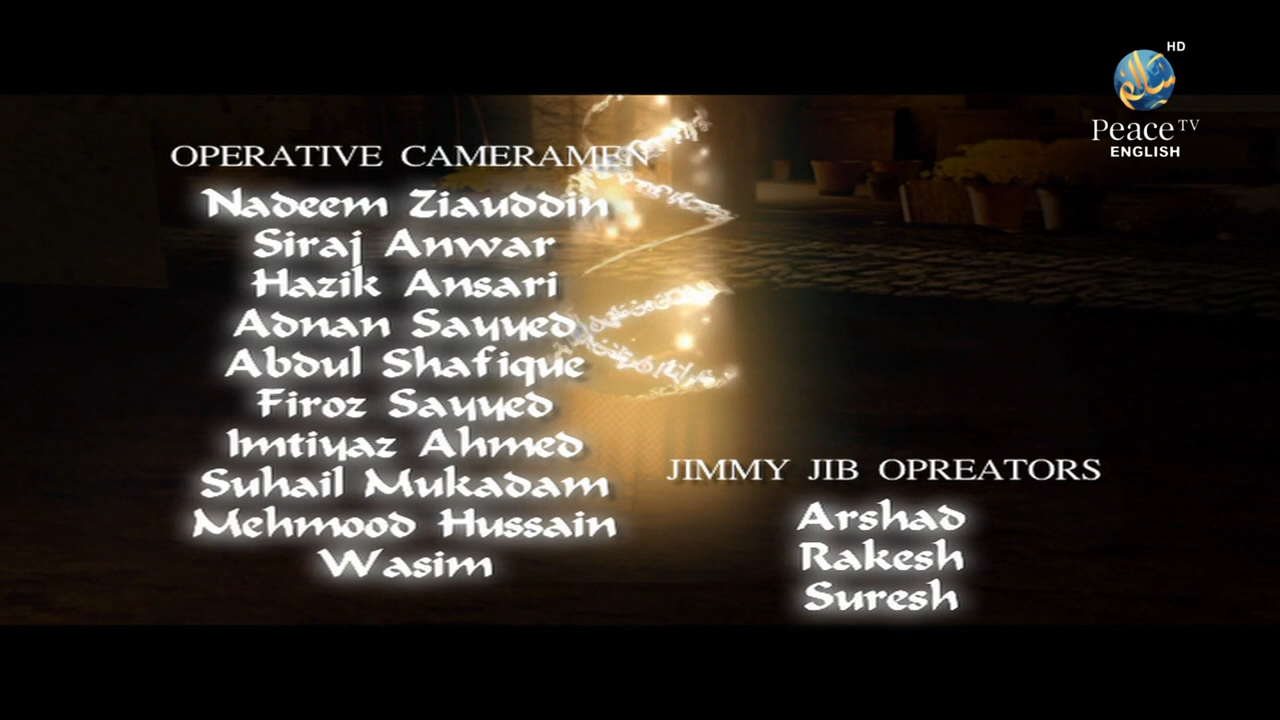 HD
سلام
Peace TV
ENGLISH
OPERATIVE CAMERAMEN
Nadeem Ziauddin
Siraj Anwar
Hazik Ansari
Adnan Sayyed
Abdul Shafique
Firoz Sayyed
Imtiyaz Ahmed
Suhail Mukadam
Mehmood Hussain
Wasim
JIMMY JIB OPREATORS
Arshad
Rakesh
Suresh